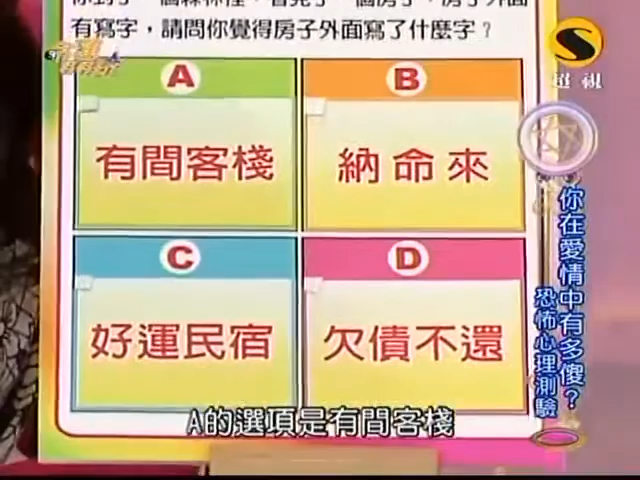 有寫字，請問你覺得房子外面寫了什麼字？
A
有間客棧
B
納命來
C
好運民宿
D
欠債不還
A的選項是有間客棧
超視
你在愛情中有多傻？
恐怖心理測驗